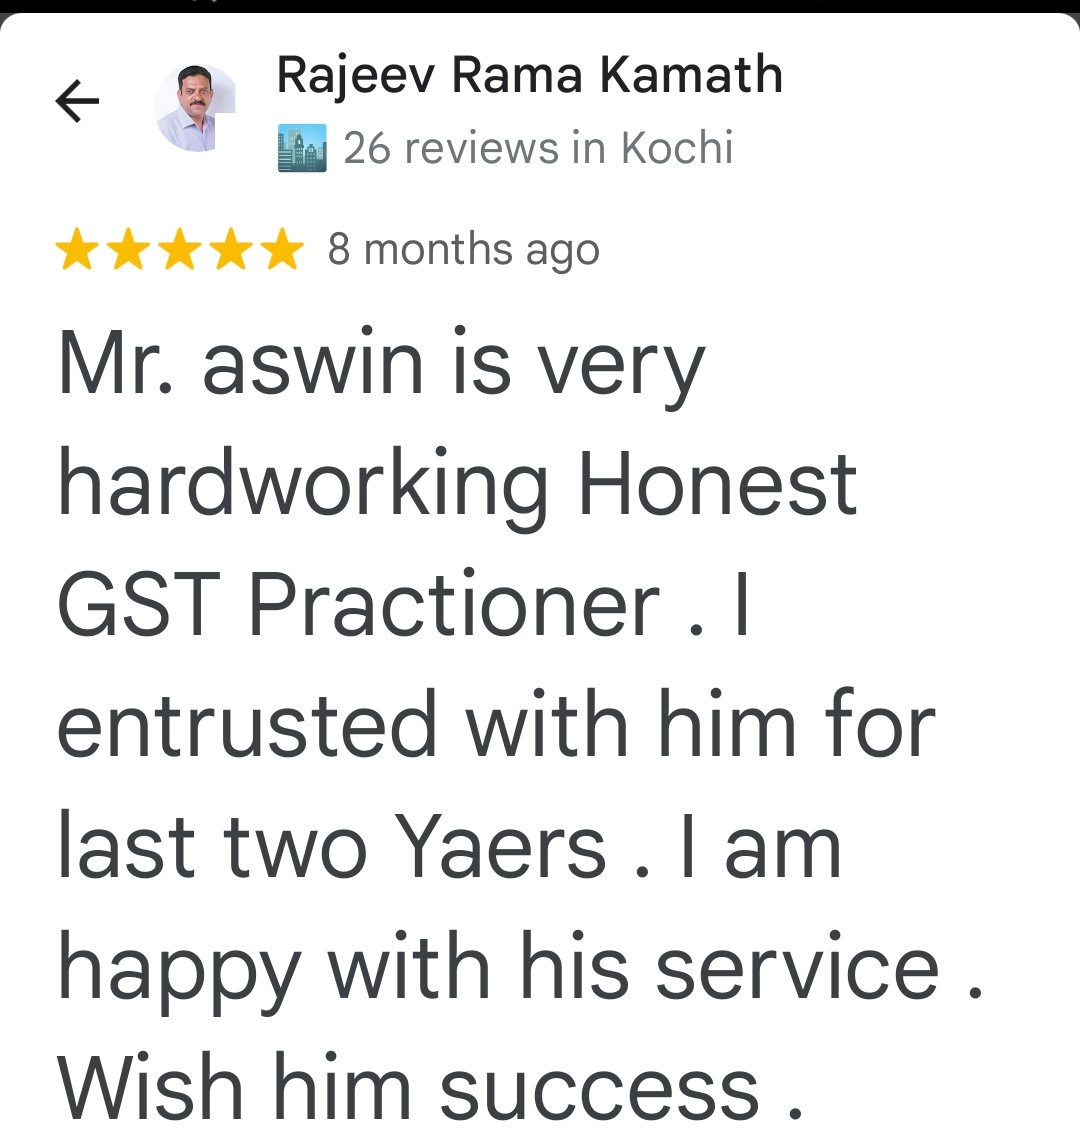 Rajeev Rama Kamath
26 reviews in Kochi
8 months ago
Mr. aswin is very
hardworking Honest
GST Practioner . I
entrusted with him for
last two Yaers . I am
happy with his service .
Wish him success .